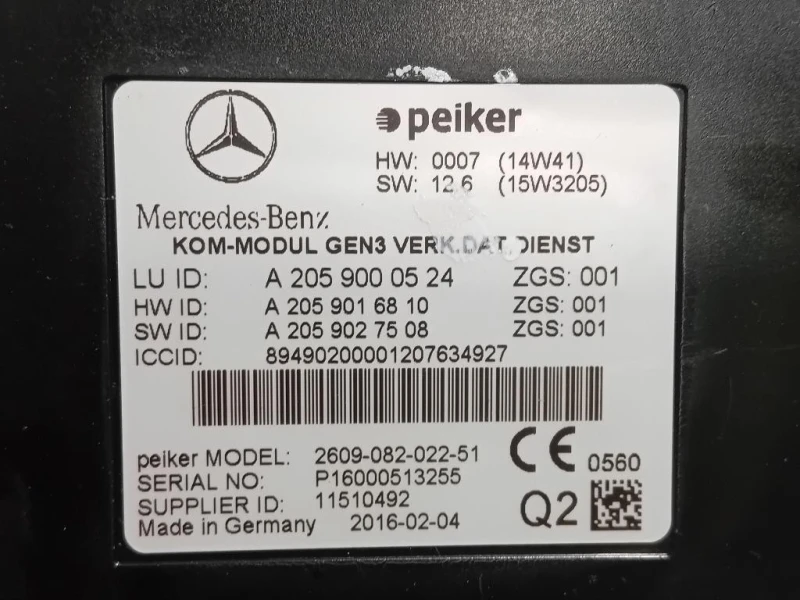 peiker
HW: 0007 (14W41)
SW: 12.6 (15W3205)
Mercedes-Benz
KOM-MODUL GEN3 VERK.DAT.DIENST
LU ID: A 205 900 05 24 ZGS: 001
HW ID: A 205 901 68 10 ZGS: 001
SW ID: A 205 902 75 08 ZGS: 001
ICCID: 89490200001207634927
peiker MODEL: 2609-082-022-51
CE 0560
SERIAL NO: P16000513255
SUPPLIER ID: 11510492
Made in Germany 2016-02-04
Q2